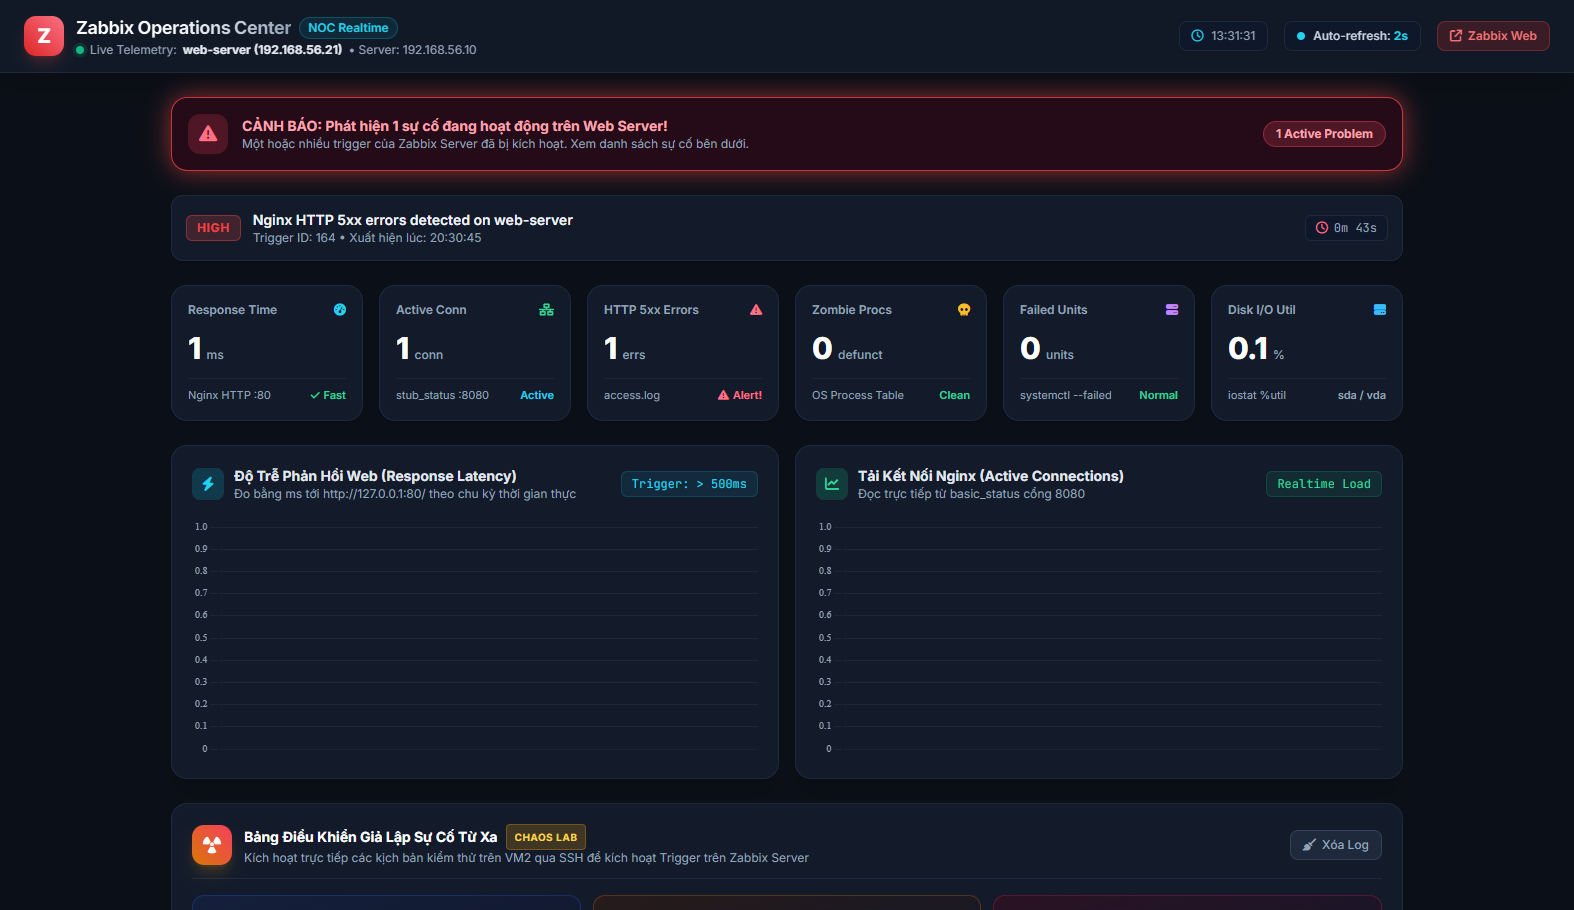 Z
Zabbix Operations Center
NOC Realtime
Live Telemetry: web-server (192.168.56.21) • Server: 192.168.56.10
13:31:31
Auto-refresh: 2s
Zabbix Web
CẢNH BÁO: Phát hiện 1 sự cố đang hoạt động trên Web Server!
Một hoặc nhiều trigger của Zabbix Server đã bị kích hoạt. Xem danh sách sự cố bên dưới.
1 Active Problem
HIGH
Nginx HTTP 5xx errors detected on web-server
Trigger ID: 164 • Xuất hiện lúc: 20:30:45
0m 43s
Response Time
1 ms
Nginx HTTP :80
Fast
Active Conn
1 conn
stub_status :8080
Active
HTTP 5xx Errors
1 errs
access.log
Alert!
Zombie Procs
0 defunct
OS Process Table
Clean
Failed Units
0 units
systemctl --failed
Normal
Disk I/O Util
0.1 %
iostat %util
sda / vda
Độ Trễ Phản Hồi Web (Response Latency)
Đo bằng ms tới http://127.0.0.1:80/ theo chu kỳ thời gian thực
Trigger: > 500ms
1.0
0.9
0.8
0.7
0.6
0.5
0.4
0.3
0.2
0.1
0
Tải Kết Nối Nginx (Active Connections)
Đọc trực tiếp từ basic_status cổng 8080
Realtime Load
1.0
0.9
0.8
0.7
0.6
0.5
0.4
0.3
0.2
0.1
0
Bảng Điều Khiển Giả Lập Sự Cố Từ Xa
CHAOS LAB
Kích hoạt trực tiếp các kịch bản kiểm thử trên VM2 qua SSH để kích hoạt Trigger trên Zabbix Server
Xóa Log